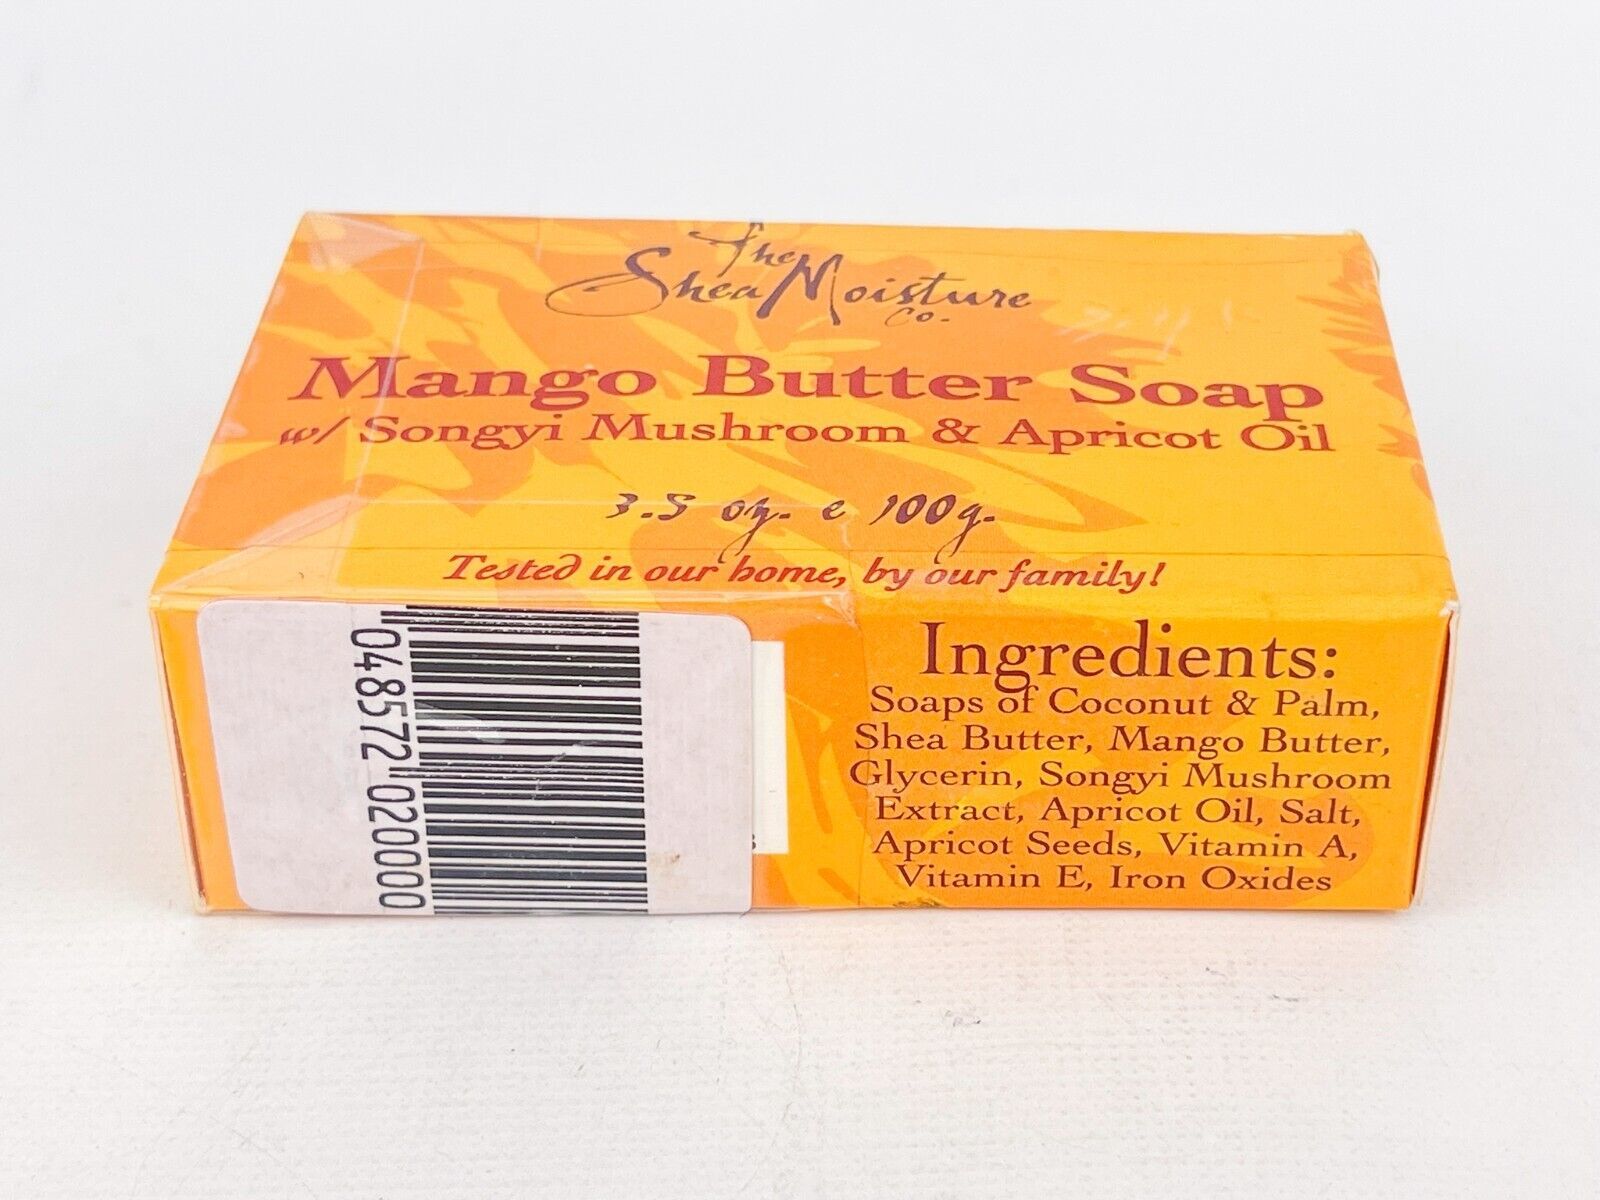 The
Shea Moisture
Co.
Mango Butter Soap
w/ Songyi Mushroom & Apricot Oil
3.5 oz. e 100g.
Tested in our home, by our family!
048572 020000
Ingredients:
Soaps of Coconut & Palm,
Shea Butter, Mango Butter,
Glycerin, Songyi Mushroom
Extract, Apricot Oil, Salt,
Apricot Seeds, Vitamin A,
Vitamin E, Iron Oxides